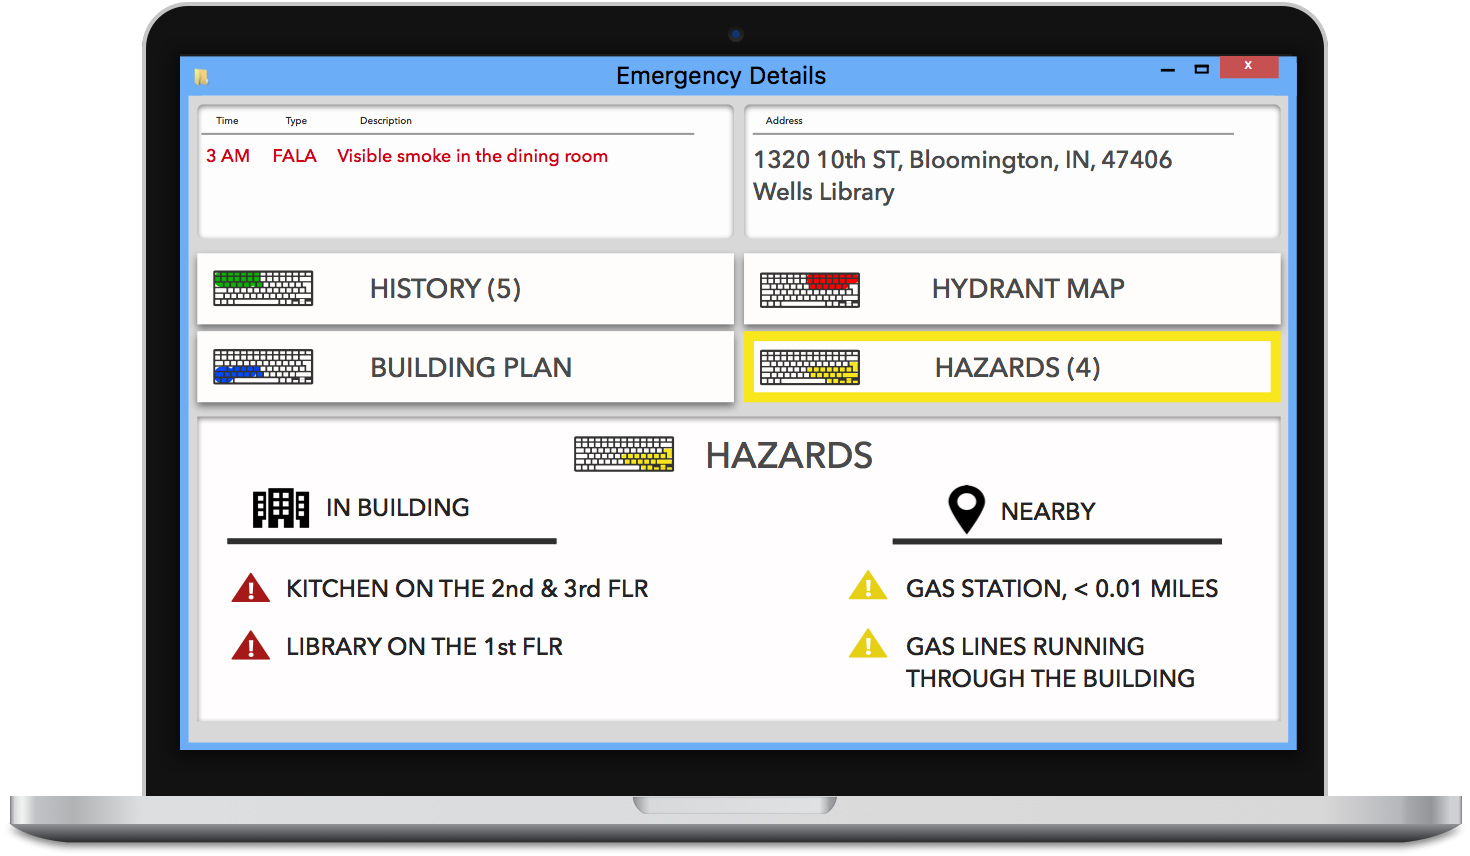 Emergency Details
x
Time Type Description
3 AM FALA Visible smoke in the dining room
Address
1320 10th ST, Bloomington, IN, 47406
Wells Library
HISTORY (5)
HYDRANT MAP
BUILDING PLAN
HAZARDS (4)
HAZARDS
IN BUILDING
KITCHEN ON THE 2nd & 3rd FLR
LIBRARY ON THE 1st FLR
NEARBY
GAS STATION, < 0.01 MILES
GAS LINES RUNNING
THROUGH THE BUILDING